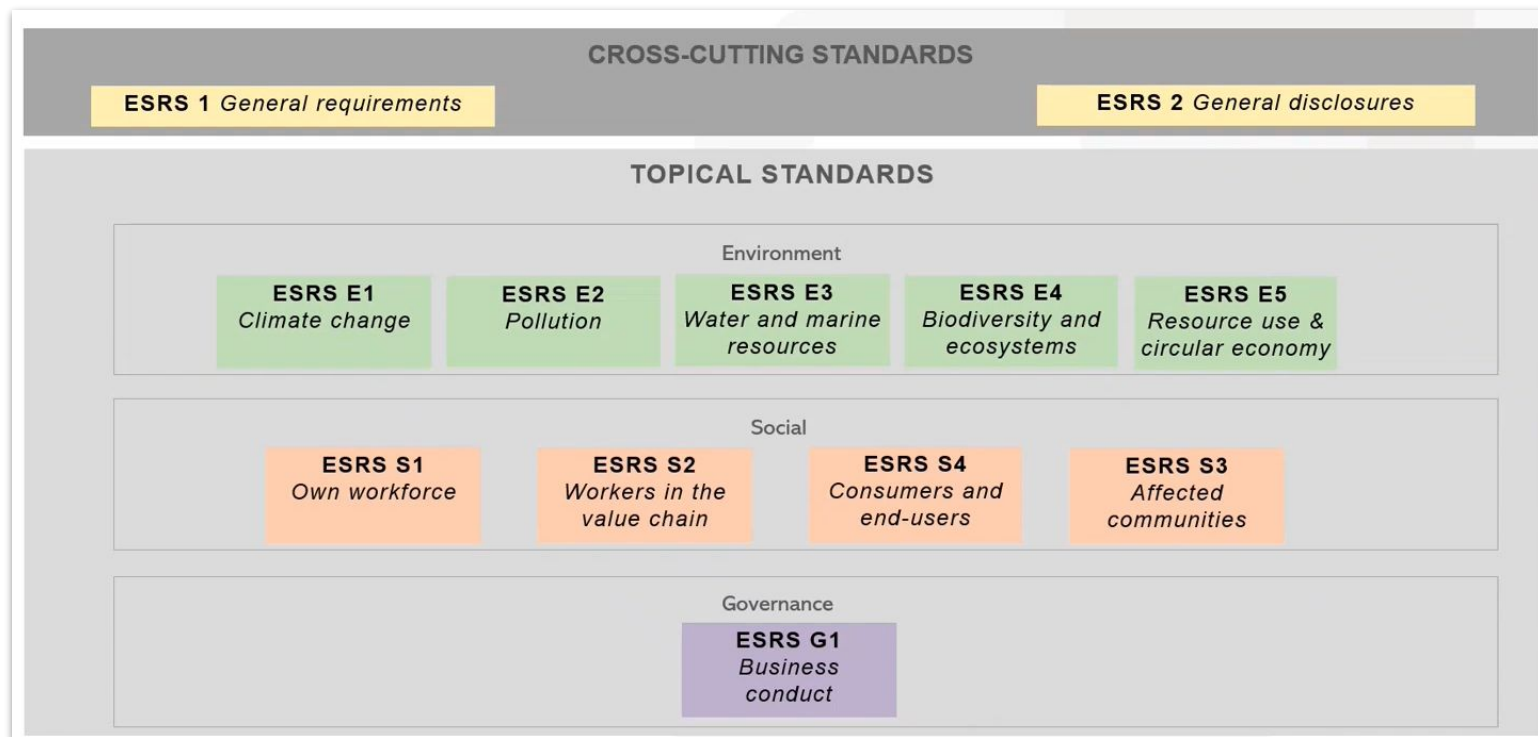 CROSS-CUTTING STANDARDS
ESRS 1 General requirements
ESRS 2 General disclosures
TOPICAL STANDARDS
Environment
ESRS E1
Climate change
ESRS E2
Pollution
ESRS E3
Water and marine
resources
ESRS E4
Biodiversity and
ecosystems
ESRS E5
Resource use &
circular economy
Social
ESRS S1
Own workforce
ESRS S2
Workers in the
value chain
ESRS S4
Consumers and
end-users
ESRS S3
Affected
communities
Governance
ESRS G1
Business
conduct